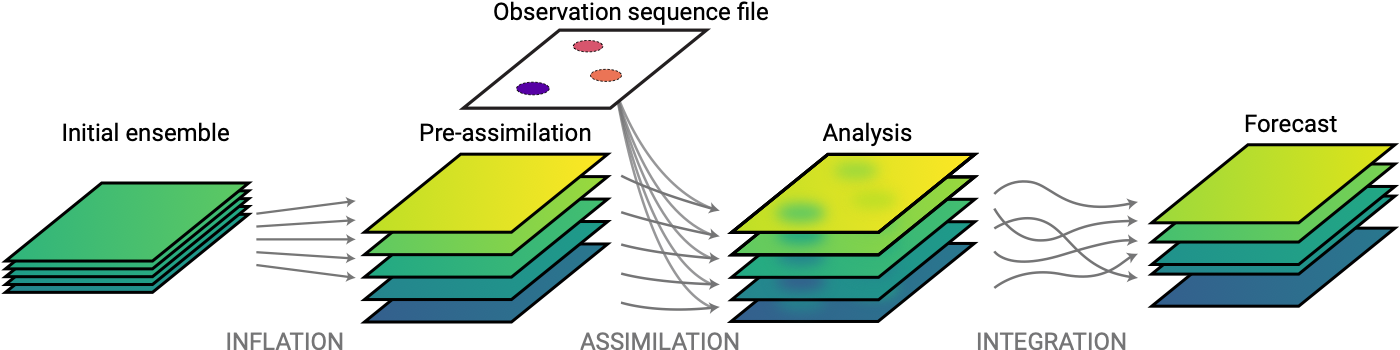 Observation sequence file
Initial ensemble
Pre-assimilation
Analysis
Forecast
INFLATION
ASSIMILATION
INTEGRATION